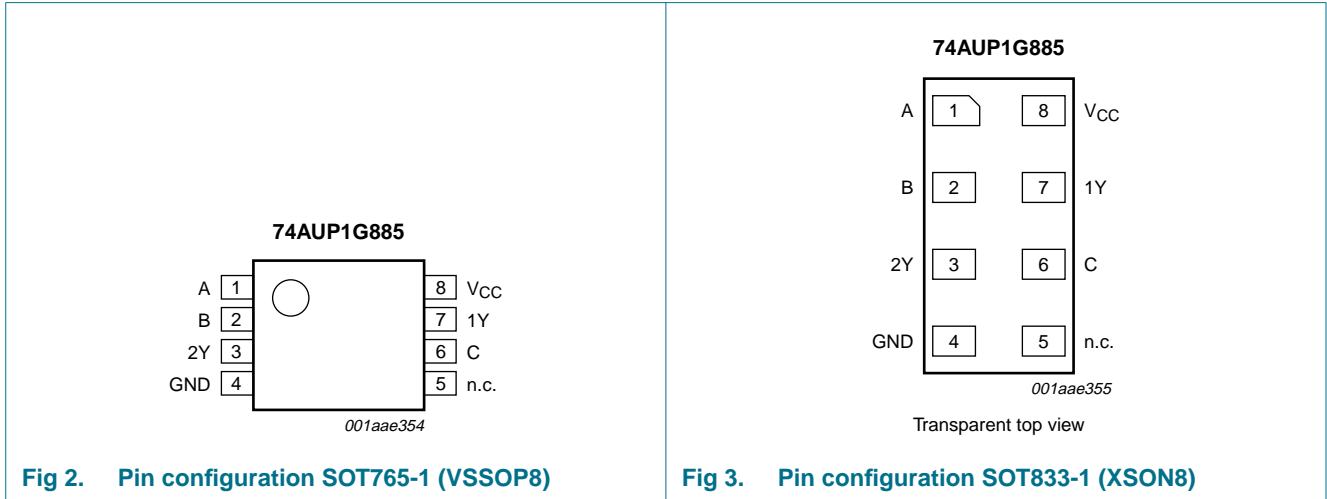 74AUP1G885
A 1 8 VCC
B 2 7 1Y
2Y 3 6 C
GND 4 5 n.c.
001aae354
Fig 2. Pin configuration SOT765-1 (VSSOP8)
74AUP1G885
A 1 8 VCC
B 2 7 1Y
2Y 3 6 C
GND 4 5 n.c.
001aae355
Transparent top view
Fig 3. Pin configuration SOT833-1 (XSON8)